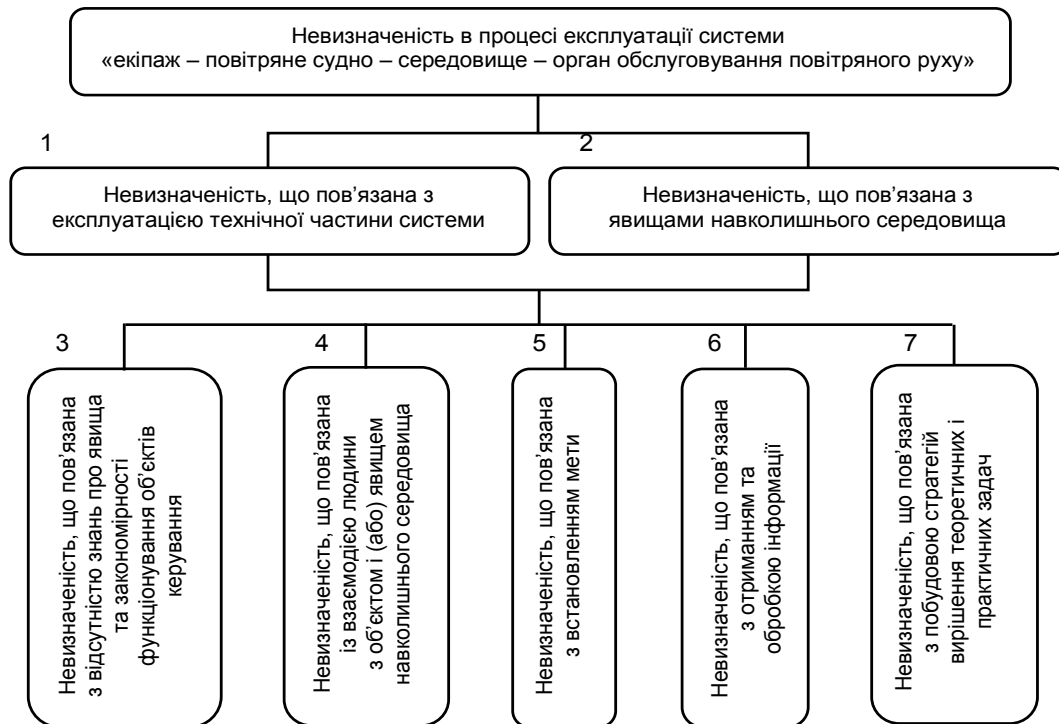 Невизначеність в процесі експлуатації системи
«екіпаж – повітряне судно – середовище – орган обслуговування повітряного руху»
1
2
Невизначеність, що пов’язана з
експлуатацією технічної частини системи
Невизначеність, що пов’язана з
явищами навколишнього середовища
3
4
5
6
7
Невизначеність, що пов’язана
з відсутністю знань про явища
та закономірності
функціонування об’єктів
керування
Невизначеність, що пов’язана
із взаємодією людини
з об’єктом і (або) явищем
навколишнього середовища
Невизначеність, що пов’язана
з встановленням мети
Невизначеність, що пов’язана
з отриманням та
обробкою інформації
Невизначеність, що пов’язана
з побудовою стратегій
вирішення теоретичних і
практичних задач